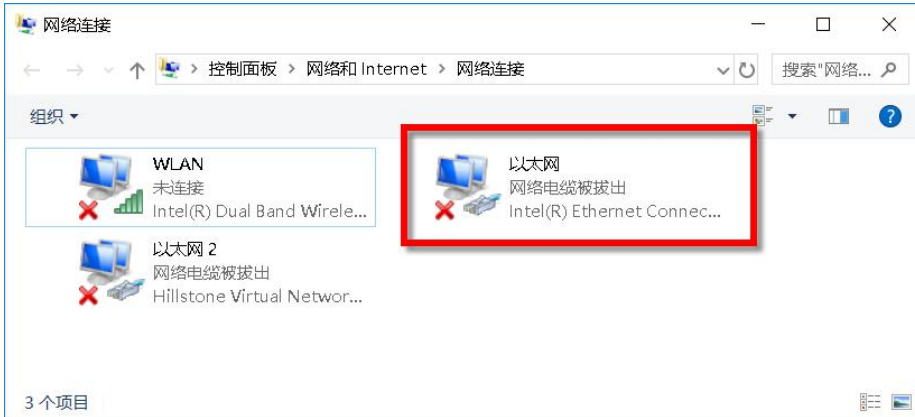 网络连接
控制面板 > 网络和 Internet > 网络连接
搜索"网络...
组织
WLAN
未连接
Intel(R) Dual Band Wirele...
以太网
网络电缆被拔出
Intel(R) Ethernet Connec...
以太网 2
网络电缆被拔出
Hillstone Virtual Networ...
3 个项目